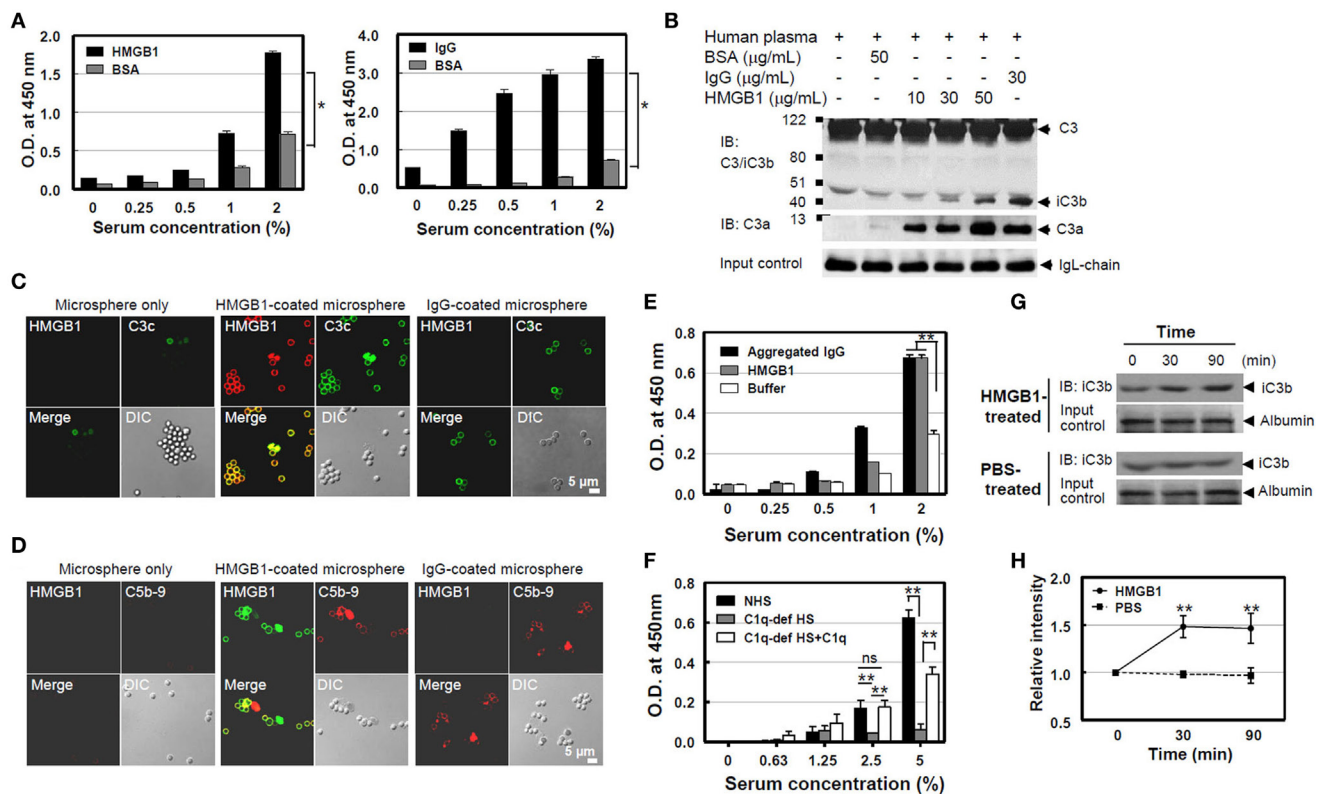 A
2.0
1.5
1.0
0.5
0.0
O.D. at 450 nm
HMGB1
BSA
*
0 0.25 0.5 1 2
Serum concentration (%)
6.0
4.50
3.0
1.0
0.0
O.D. at 450 nm
IgG
BSA
*
0 0.25 0.5 1 2
Serum concentration (%)
B
Human plasma + + + + + +
BSA (µg/mL) - 50 - - - -
IgG (µg/mL) - - - - - 30
HMGB1 (µg/mL) - - 10 30 50 -
122
80
51
40
13
IB:
C3/iC3b
C3
iC3b
IB: C3a
C3a
Input control
IgL-chain
C
Microsphere only HMGB1-coated microsphere IgG-coated microsphere
HMGB1 C3c HMGB1 C3c HMGB1 C3c
Merge DIC Merge DIC Merge DIC
5 µm
D
Microsphere only HMGB1-coated microsphere IgG-coated microsphere
HMGB1 C5b-9 HMGB1 C5b-9 HMGB1 C5b-9
Merge DIC Merge DIC Merge DIC
5 µm
E
0.8
0.6
0.4
0.2
0.0
O.D. at 450 nm
Aggregated IgG
HMGB1
Buffer
**
0 0.25 0.5 1 2
Serum concentration (%)
F
0.8
0.6
0.4
0.2
0.0
O.D. at 450nm
NHS
C1q-def HS
C1q-def HS+C1q
ns
** **
**
**
0 0.63 1.25 2.5 5
Serum concentration (%)
G
Time
0 30 90 (min)
HMGB1-
treated
IB: iC3b
iC3b
Input
control
Albumin
PBS-
treated
IB: iC3b
iC3b
Input
control
Albumin
H
2.0
1.5
1.0
0.5
Relative intensity
HMGB1
PBS
** **
0 30 90
Time (min)